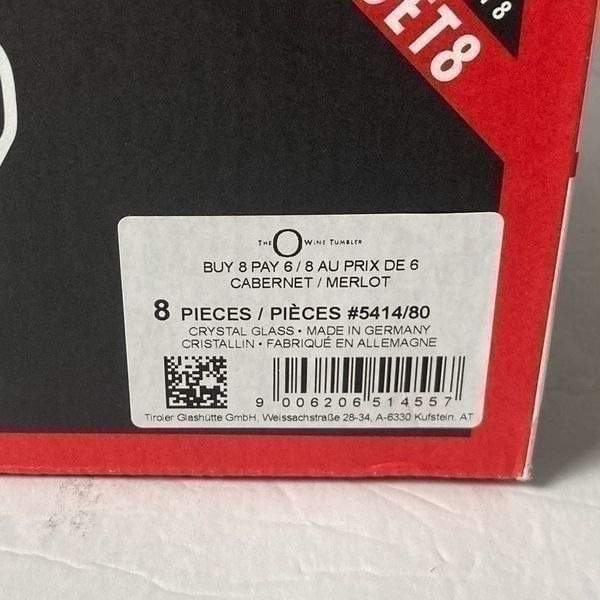 GET8
8
THE O WINE TUMBLER
BUY 8 PAY 6 / 8 AU PRIX DE 6
CABERNET / MERLOT
8 PIECES / PIÈCES #5414/80
CRYSTAL GLASS • MADE IN GERMANY
CRISTALLIN • FABRIQUÉ EN ALLEMAGNE
9 006206 514557
Tiroler Glashütte GmbH, Weissachstraße 28-34, A-6330 Kufstein, AT